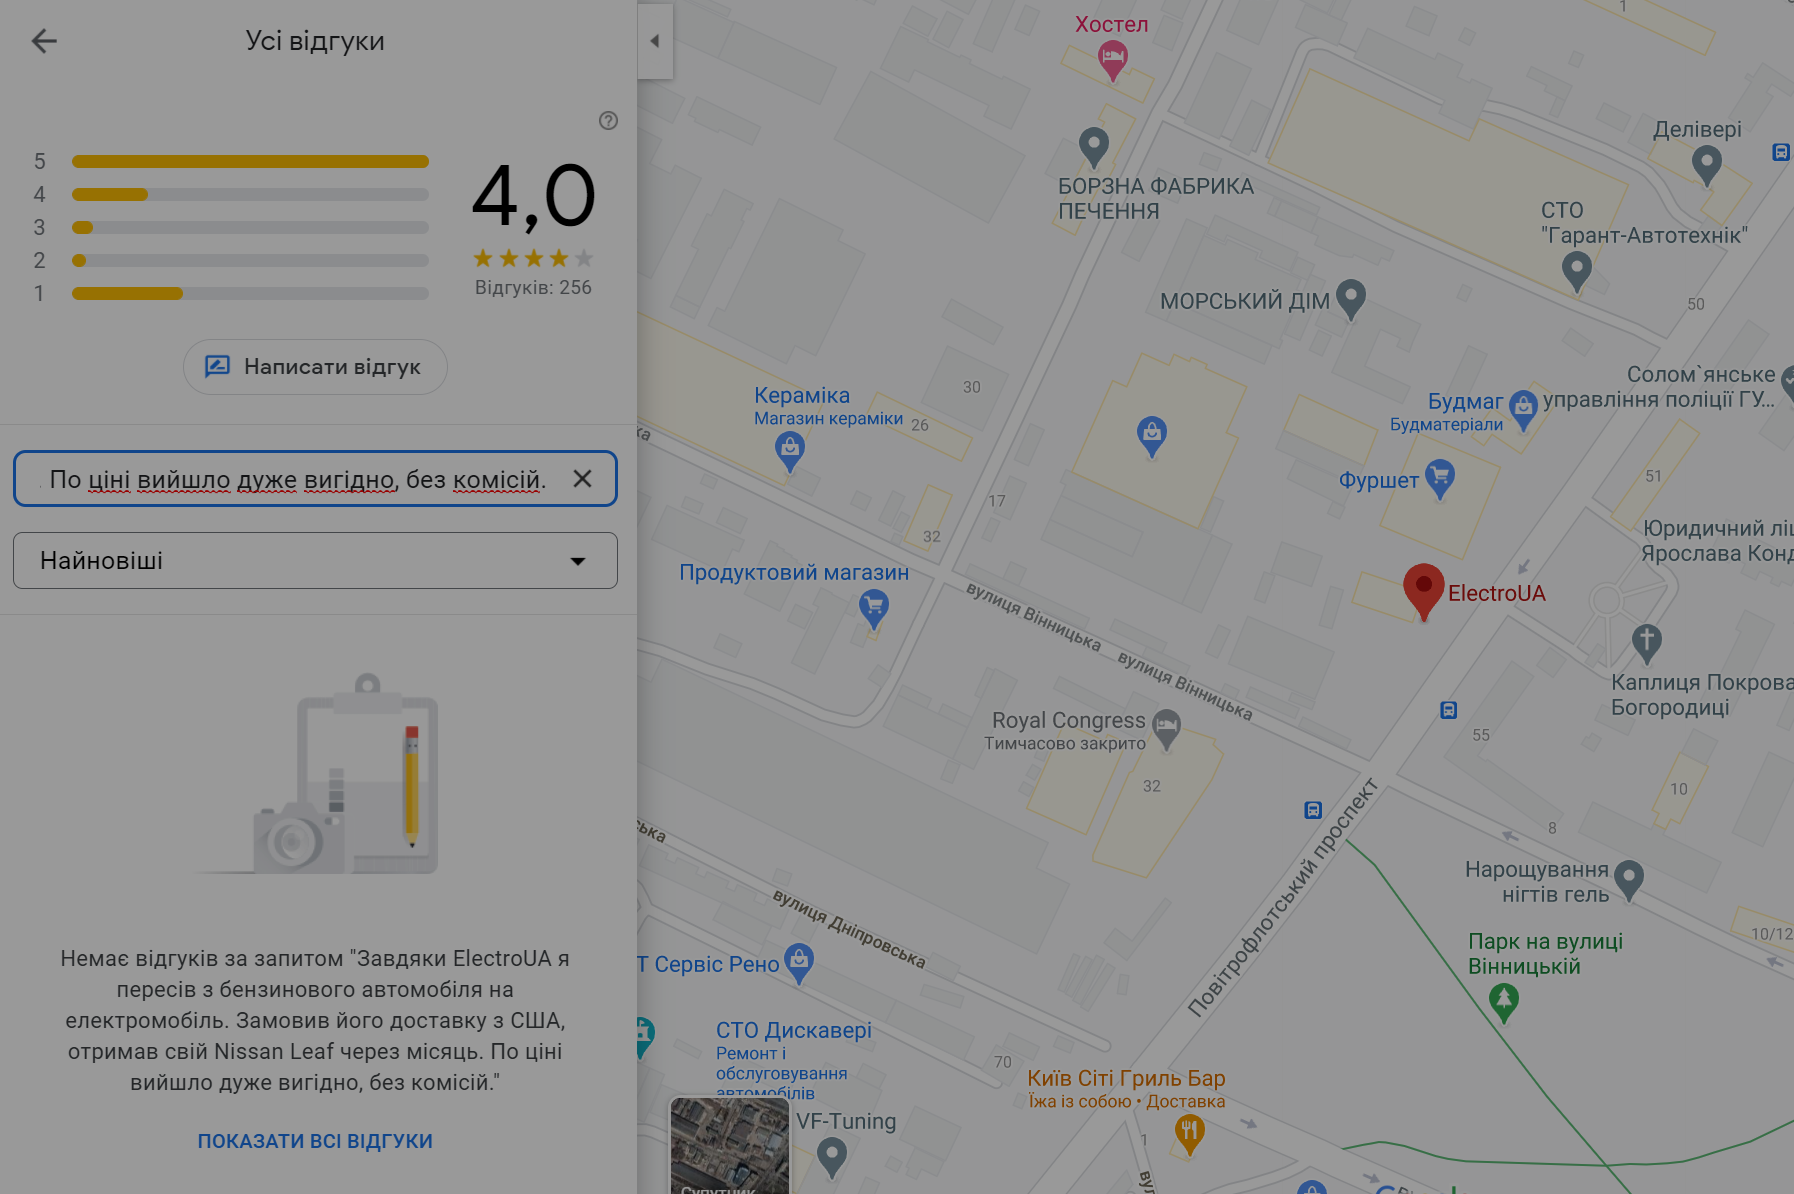 Усі відгуки
5
4
3
2
1
4,0
Відгуків: 256
Написати відгук
По ціні вийшло дуже вигідно, без комісій.
Найновіші
Немає відгуків за запитом "Завдяки ElectroUA я
пересів з бензинового автомобіля на
електромобіль. Замовив його доставку з США,
отримав свій Nissan Leaf через місяць. По ціні
вийшло дуже вигідно, без комісій."
ПОКАЗАТИ ВСІ ВІДГУКИ
Хостел
1
БОРЗНА ФАБРИКА
ПЕЧЕННЯ
Делівері
СТО
"Гарант-Автотехнік"
МОРСЬКИЙ ДІМ
50
Солом`янське
управління поліції ГУ...
30
Кераміка
Магазин кераміки
26
Будмаг
Будматеріали
Фуршет
51
17
32
Юридичний
Ярослава
Продуктовий магазин
ElectroUA
вулиця Вінницька
вулиця Вінницька
Каплиця Покрова
Богородиці
Royal Congress
Тимчасово закрито
55
32
10
8
Повітрофлотський проспект
Нарощування
нігтів гель
вулиця Дніпровська
10/12
Парк на вулиці
Вінницькій
Т Сервіс Рено
СТО Дискавері
Ремонт і
обслуговування
автомобілів
70
Київ Сіті Гриль Бар
Їжа із собою • Доставка
VF-Tuning
1
Супутник